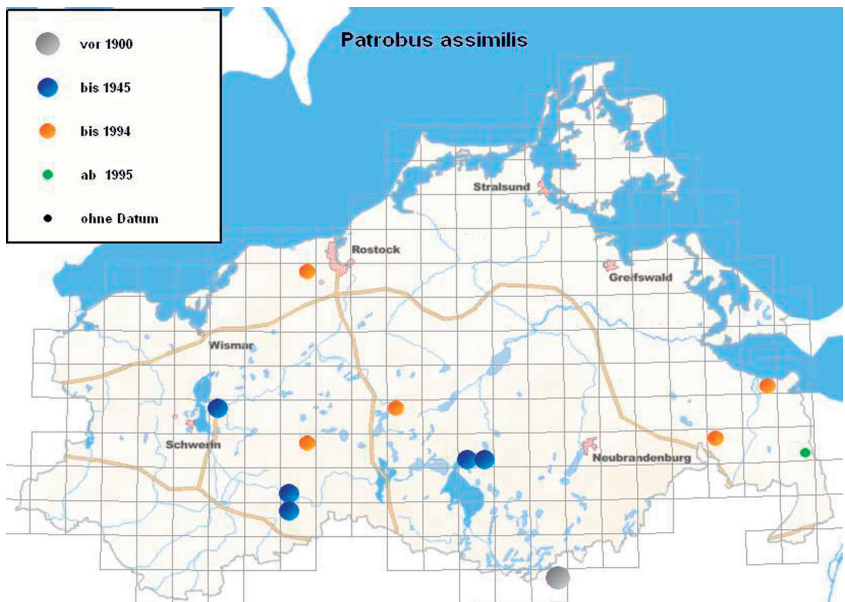 Patrobus assimilis
vor 1900
bis 1945
bis 1994
ab 1995
ohne Datum
Stralsund
Rostock
Greifswald
Wismar
Schwerin
Neubrandenburg